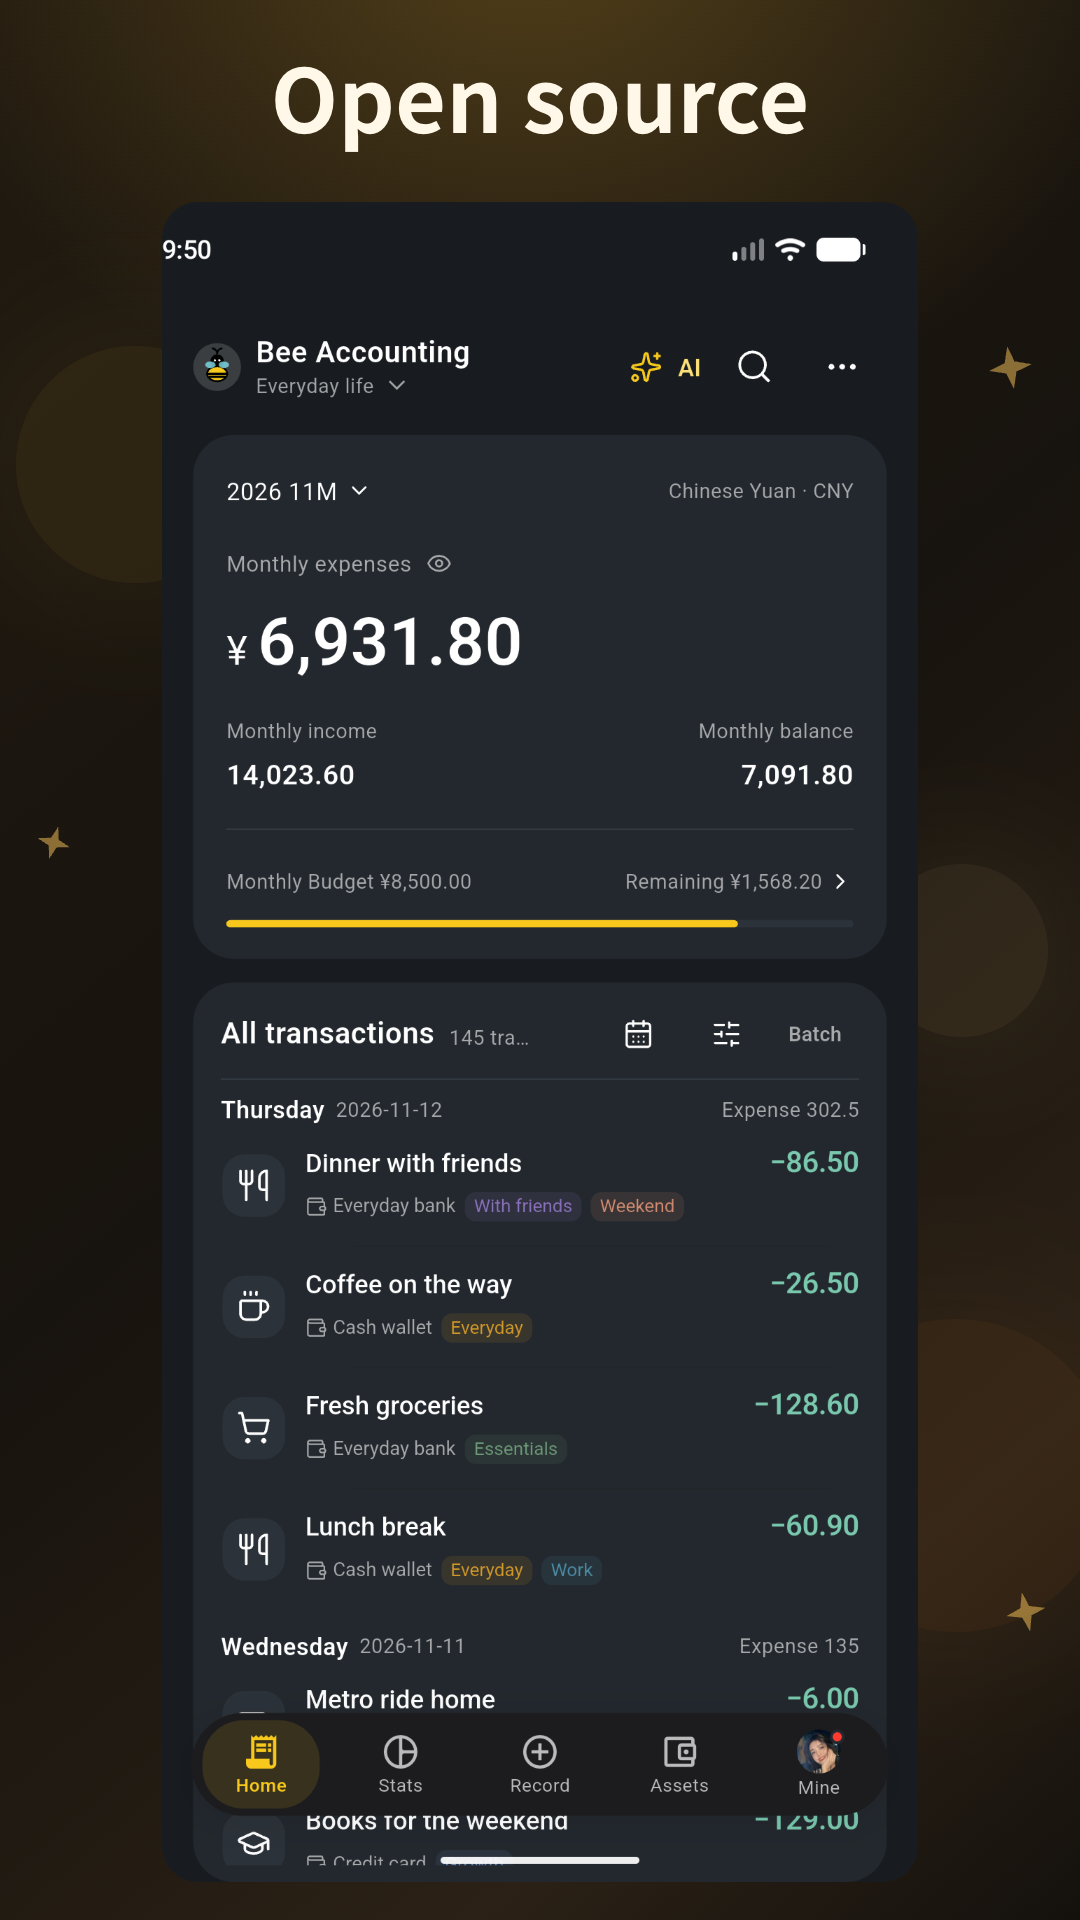 Open source
9:50
Bee Accounting
Everyday life
AI
2026 11M
Chinese Yuan · CNY
Monthly expenses
¥ 6,931.80
Monthly income
Monthly balance
14,023.60
7,091.80
Monthly Budget ¥8,500.00
Remaining ¥1,568.20
All transactions 145 tra...
Batch
Thursday 2026-11-12
Expense 302.5
Dinner with friends
−86.50
Everyday bank With friends Weekend
Coffee on the way
−26.50
Cash wallet Everyday
Fresh groceries
−128.60
Everyday bank Essentials
Lunch break
−60.90
Cash wallet Everyday Work
Wednesday 2026-11-11
Expense 135
Metro ride home
−6.00
Home
Stats
Record
Assets
Mine
Books for the weekend
−129.00
Credit card